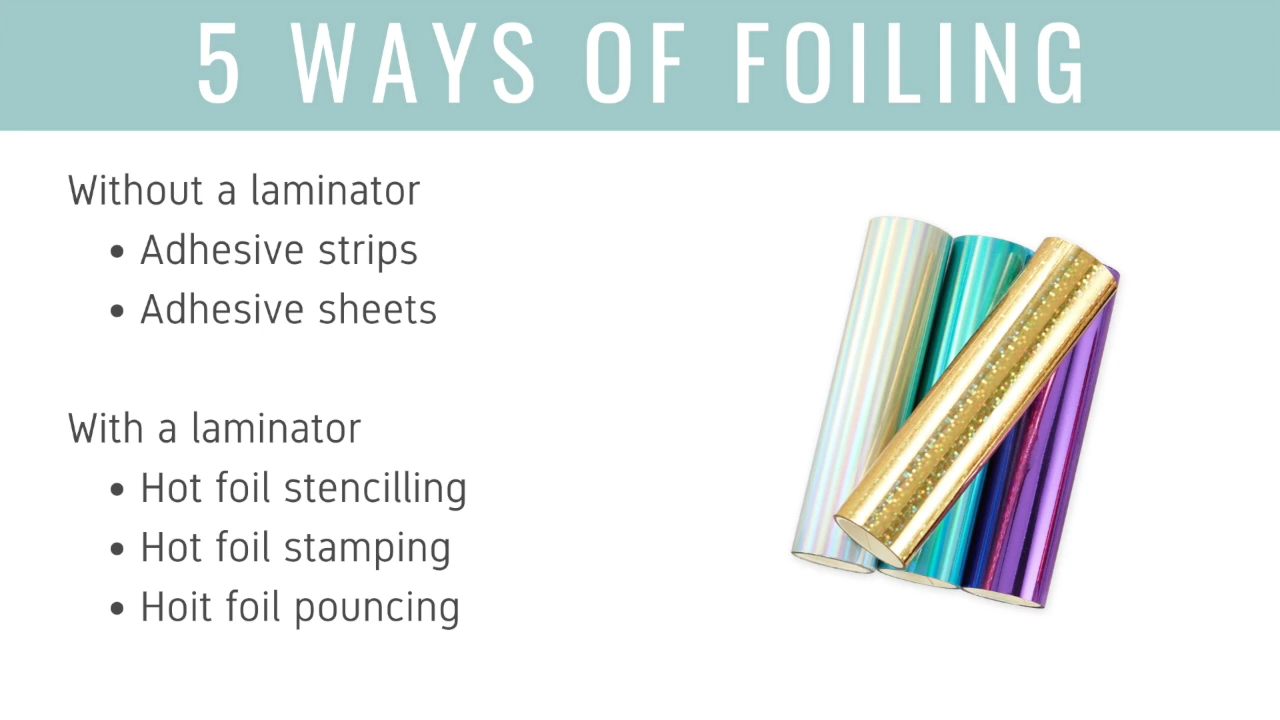 5 WAYS OF FOILING
Without a laminator
• Adhesive strips
• Adhesive sheets
With a laminator
• Hot foil stencilling
• Hot foil stamping
• Hoit foil pouncing